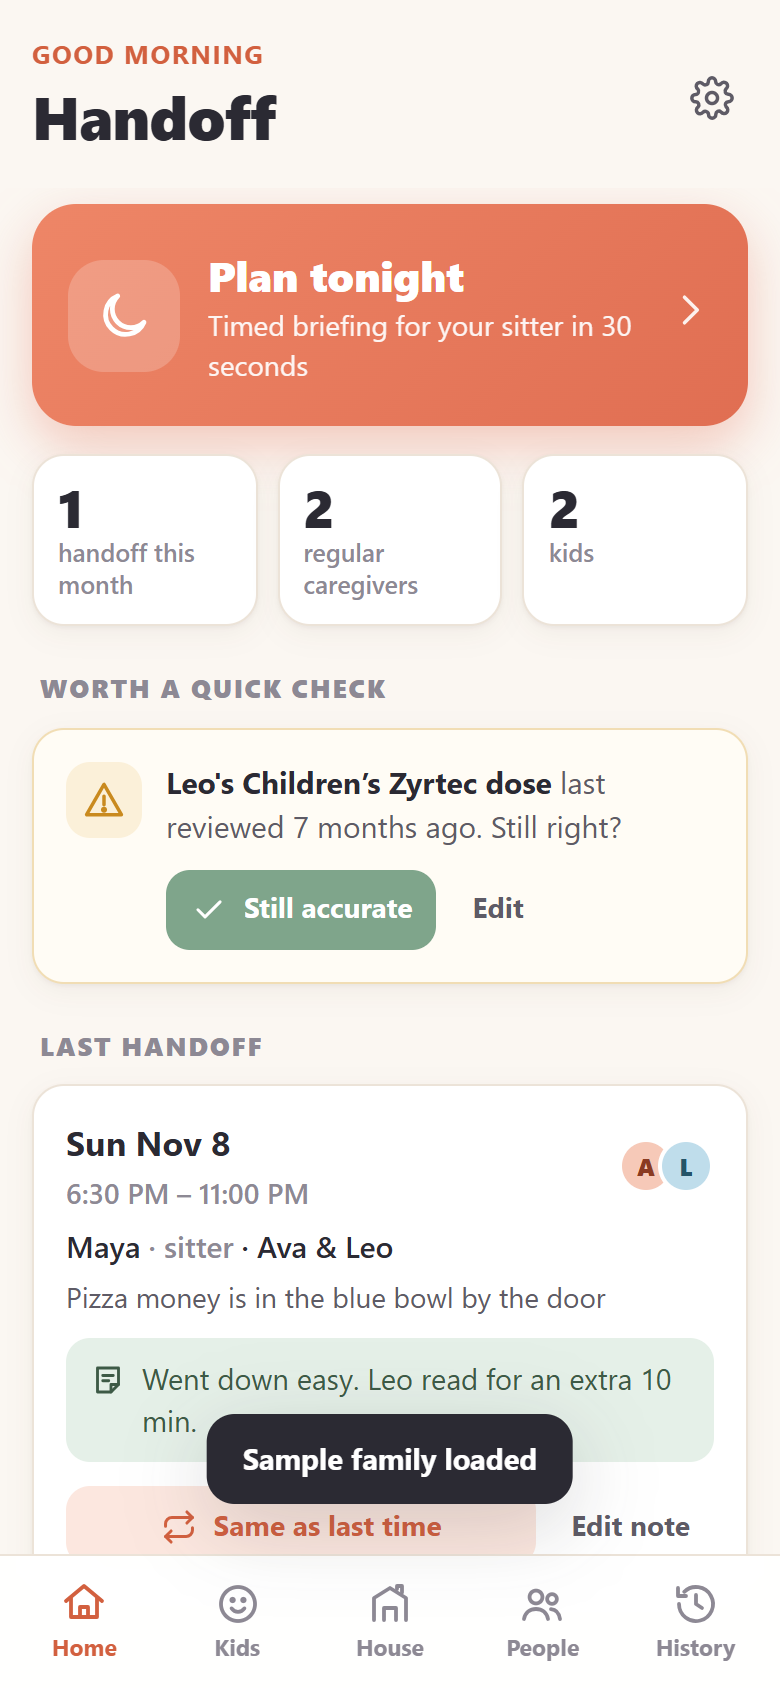 GOOD MORNING
Handoff
Plan tonight
Timed briefing for your sitter in 30
seconds
1
handoff this
month
2
regular
caregivers
2
kids
WORTH A QUICK CHECK
Leo's Children’s Zyrtec dose last
reviewed 7 months ago. Still right?
Still accurate
Edit
LAST HANDOFF
Sun Nov 8
A
L
6:30 PM – 11:00 PM
Maya · sitter · Ava & Leo
Pizza money is in the blue bowl by the door
Went down easy. Leo read for an extra 10
min.
Sample family loaded
Same as last time
Edit note
Home
Kids
House
People
History